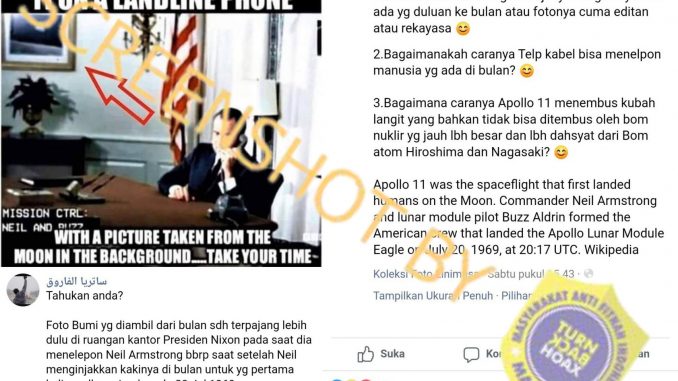 ON A LANDLINE PHONE
MISSION CTRL:
NEIL AND BUZZ
WITH A PICTURE TAKEN FROM THE
MOON IN THE BACKGROUND.....TAKE YOUR TIME
ساتريا الفاروق
Tahukan anda?
Foto Bumi yg diambil dari bulan sdh terpajang lebih
dulu di ruangan kantor Presiden Nixon pada saat dia
menelepon Neil Armstrong bbrp saat setelah Neil
menginjakkan kakinya di bulan untuk yg pertama
ada yg duluan ke bulan atau fotonya cuma editan
atau rekayasa 😊
2.Bagaimanakah caranya Telp kabel bisa menelpon
manusia yg ada di bulan? 😊
3.Bagaimana caranya Apollo 11 menembus kubah
langit yang bahkan tidak bisa ditembus oleh bom
nuklir yg jauh lbh besar dan lbh dahsyat dari Bom
atom Hiroshima dan Nagasaki? 😊
Apollo 11 was the spaceflight that first landed
humans on the Moon. Commander Neil Armstrong
and lunar module pilot Buzz Aldrin formed the
American crew that landed the Apollo Lunar Module
Eagle on July 20, 1969, at 20:17 UTC. Wikipedia
Koleksi Foto · Sabtu pukul 5.43 ·
Tampilkan Ukuran Penuh · Pilihan
Suka
Kom
SCREENSHOT BY
MASYARAKAT ANTI FITNAH INDONESIA
TURN
BACK
HOAX